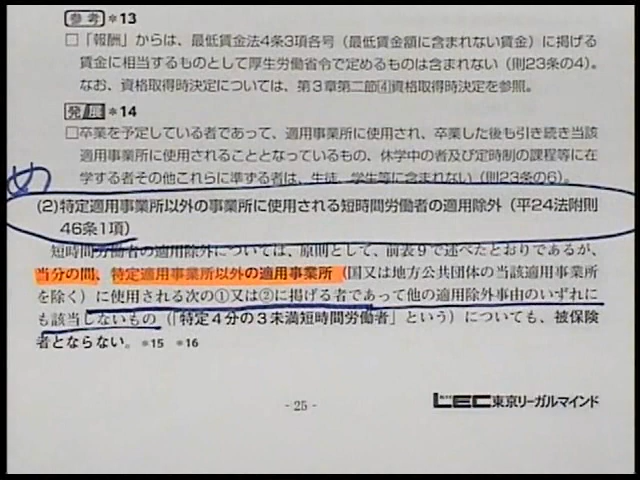 参考 *13
□「報酬」からは、最低賃金法4条3項各号（最低賃金額に含まれない賃金）に掲げる
賃金に相当するものとして厚生労働省令で定めるものは含まれない（則23条の4）。
なお、資格取得時決定については、第3章第二節④資格取得時決定を参照。
発展 *14
□卒業を予定している者であって、適用事業所に使用され、卒業した後も引き続き当該
適用事業所に使用されることとなっているもの、休学中の者及び定時制の課程等に在
学する者その他これらに準ずる者は、生徒、学生等に含まれない（則23条の6）。
め
(2)特定適用事業所以外の事業所に使用される短時間労働者の適用除外（平24法附則
46条1項）
短時間労働者の適用除外については、原則として、前表9で述べたとおりであるが、
当分の間、特定適用事業所以外の適用事業所（国又は地方公共団体の当該適用事業所
を除く）に使用される次の①又は②に掲げる者であって他の適用除外事由のいずれに
も該当しないもの（「特定4分の3未満短時間労働者」という）についても、被保険
者とならない。*15 *16
- 25 -
LEC東京リーガルマインド